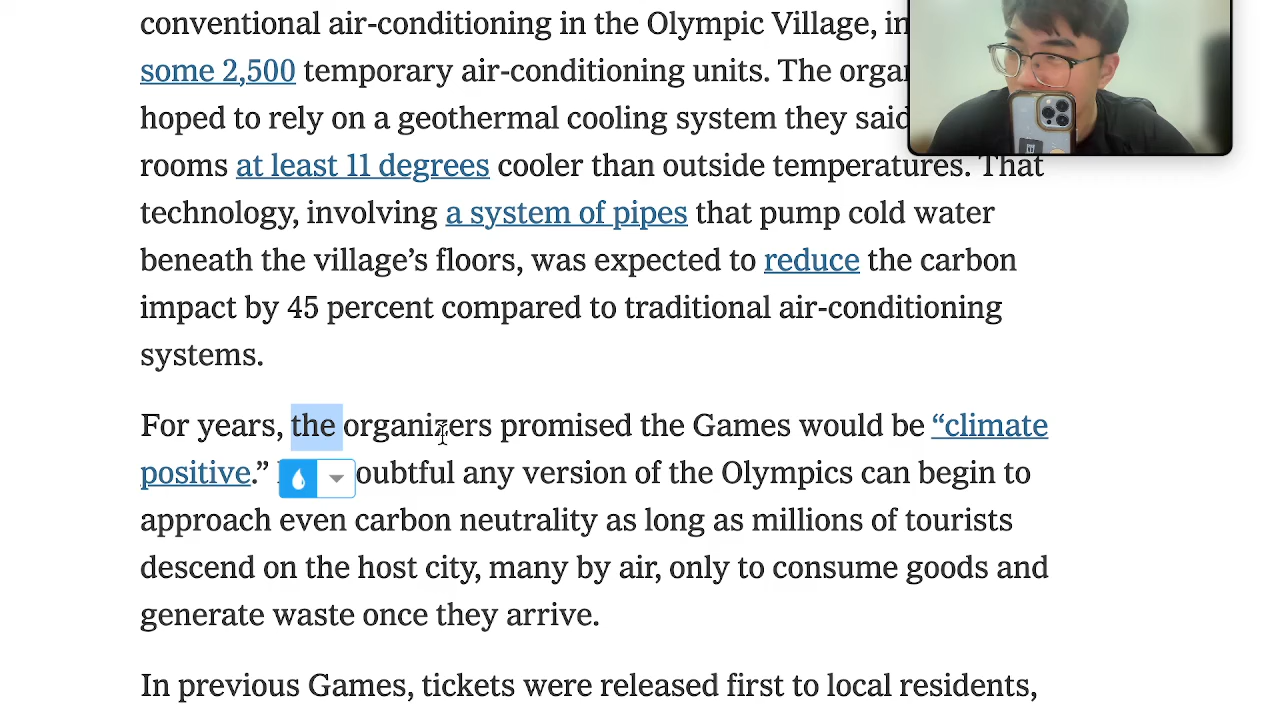 conventional air-conditioning in the Olympic Village, in
some 2,500 temporary air-conditioning units. The
hoped to rely on a geothermal cooling system they said
rooms at least 11 degrees cooler than outside temperatures. That
technology, involving a system of pipes that pump cold water
beneath the village’s floors, was expected to reduce the carbon
impact by 45 percent compared to traditional air-conditioning
systems.
For years, the organizers promised the Games would be “climate
positive.” any version of the Olympics can begin to
approach even carbon neutrality as long as millions of tourists
descend on the host city, many by air, only to consume goods and
generate waste once they arrive.
In previous Games, tickets were released first to local residents,